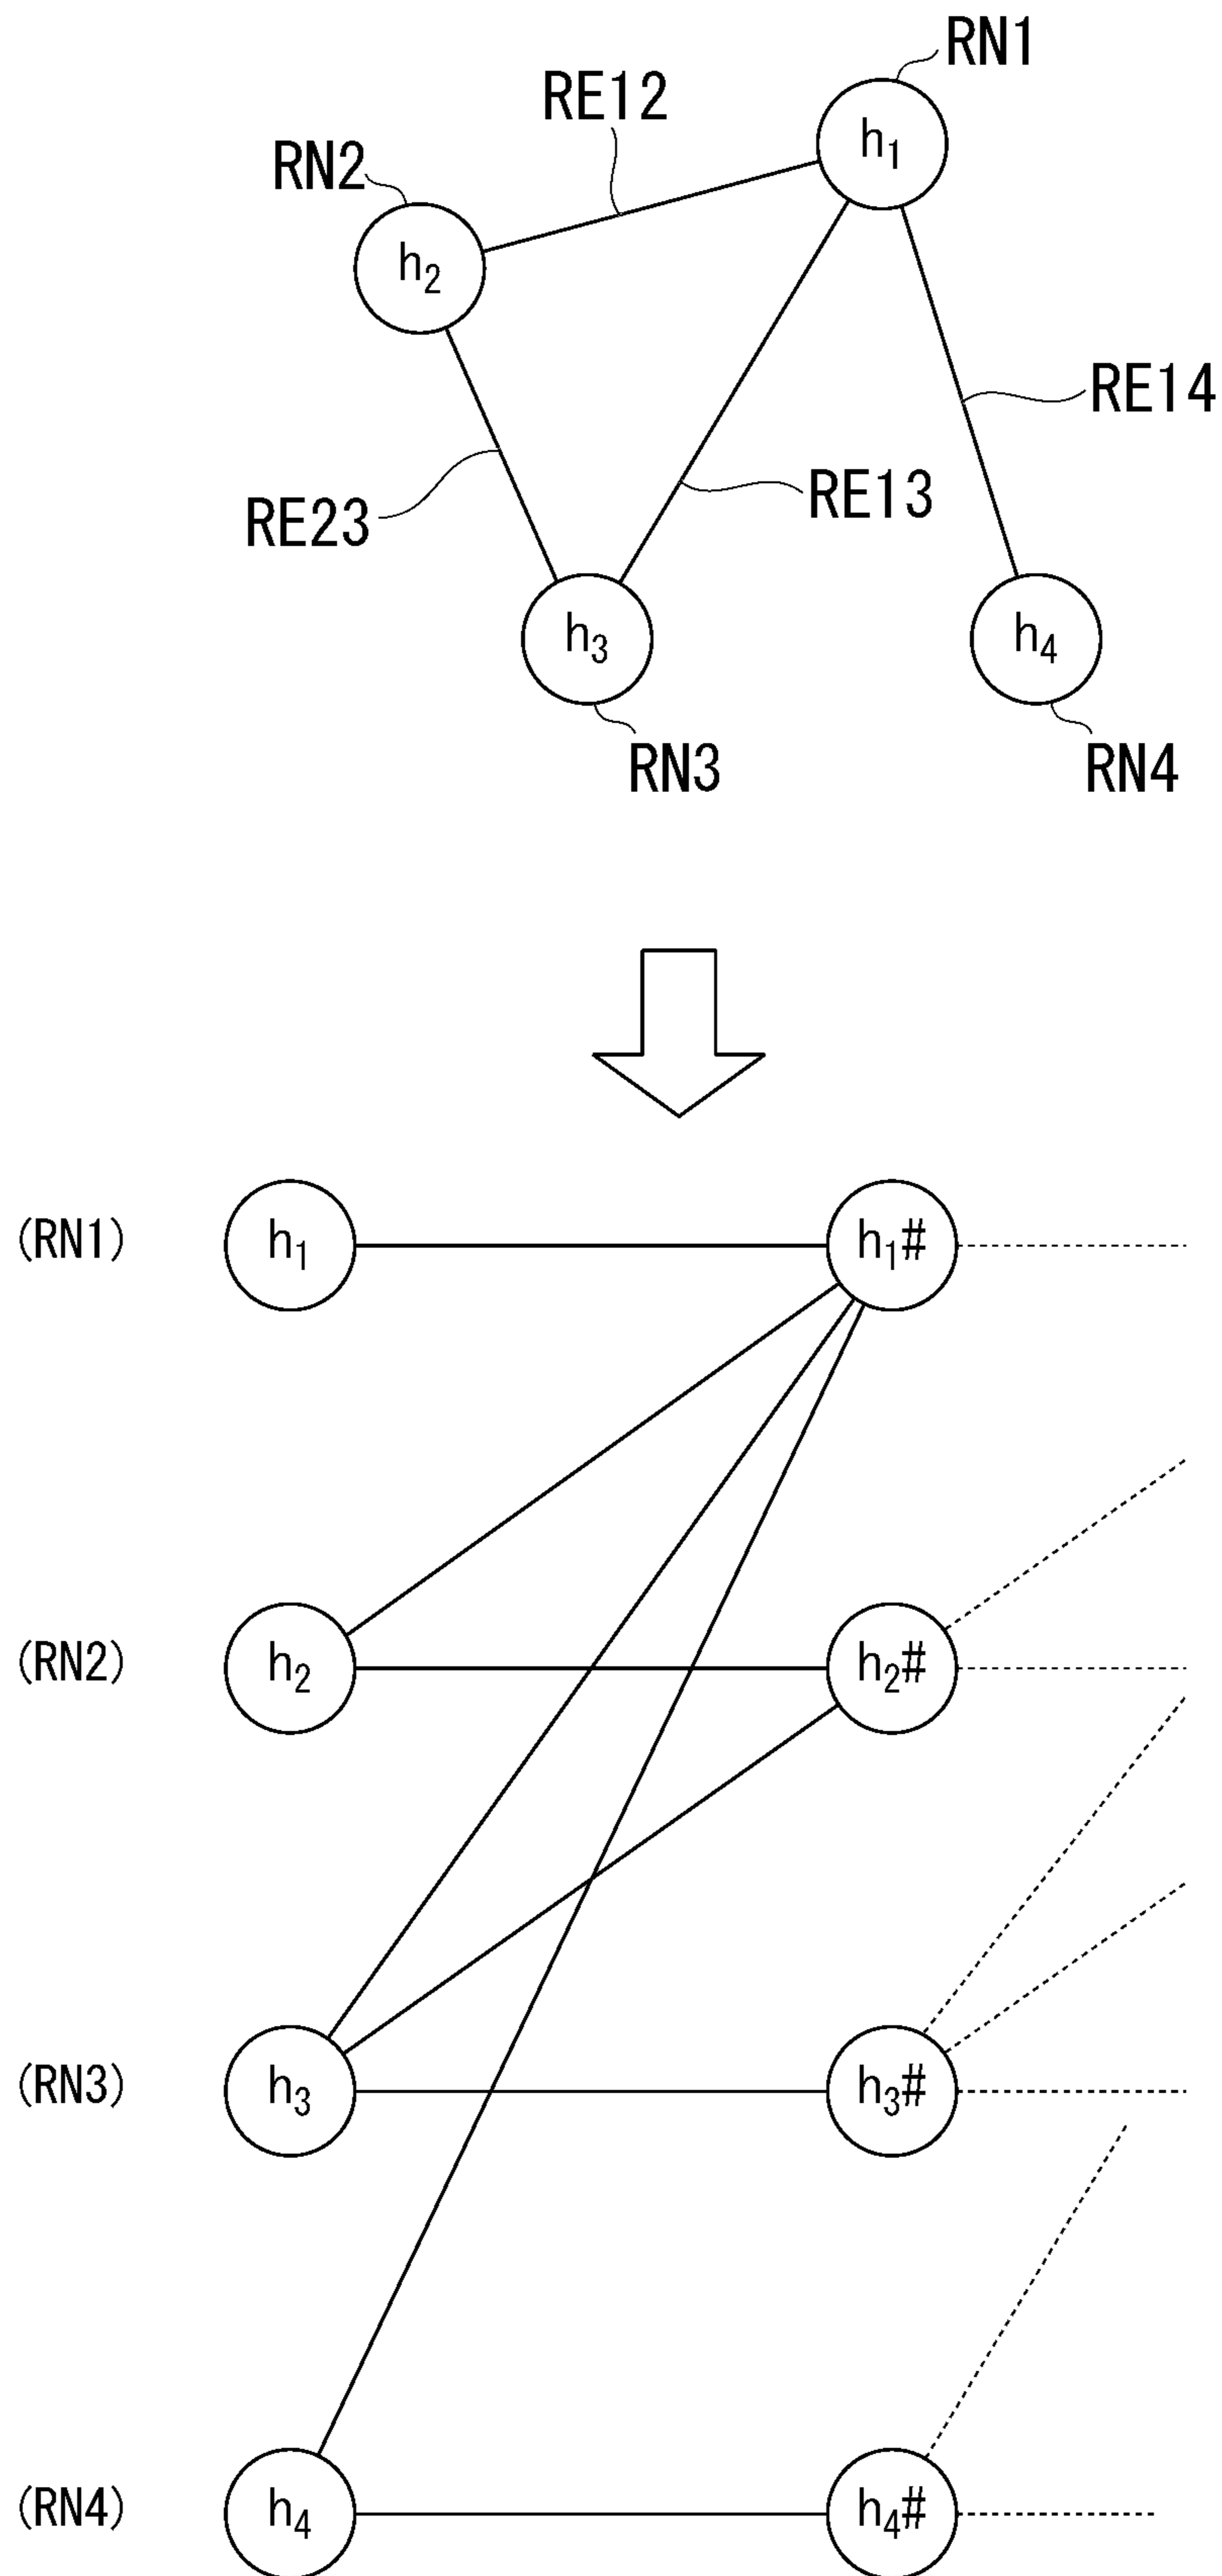 RN1
RE12
h₁
RN2
h₂
RE14
RE13
RE23
h₃
h₄
RN3
RN4
(RN1) h₁ h₁#
(RN2) h₂ h₂#
(RN3) h₃ h₃#
(RN4) h₄ h₄#